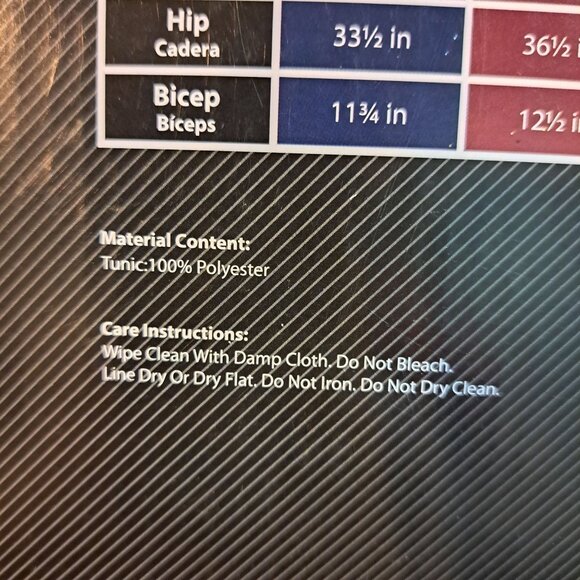 Hip 33½ in 36½
Cadera
Bicep 11¾ in 12½
Bíceps
Material Content:
Tunic:100% Polyester
Care Instructions:
Wipe Clean With Damp Cloth. Do Not Bleach.
Line Dry Or Dry Flat. Do Not Iron. Do Not Dry Clean.